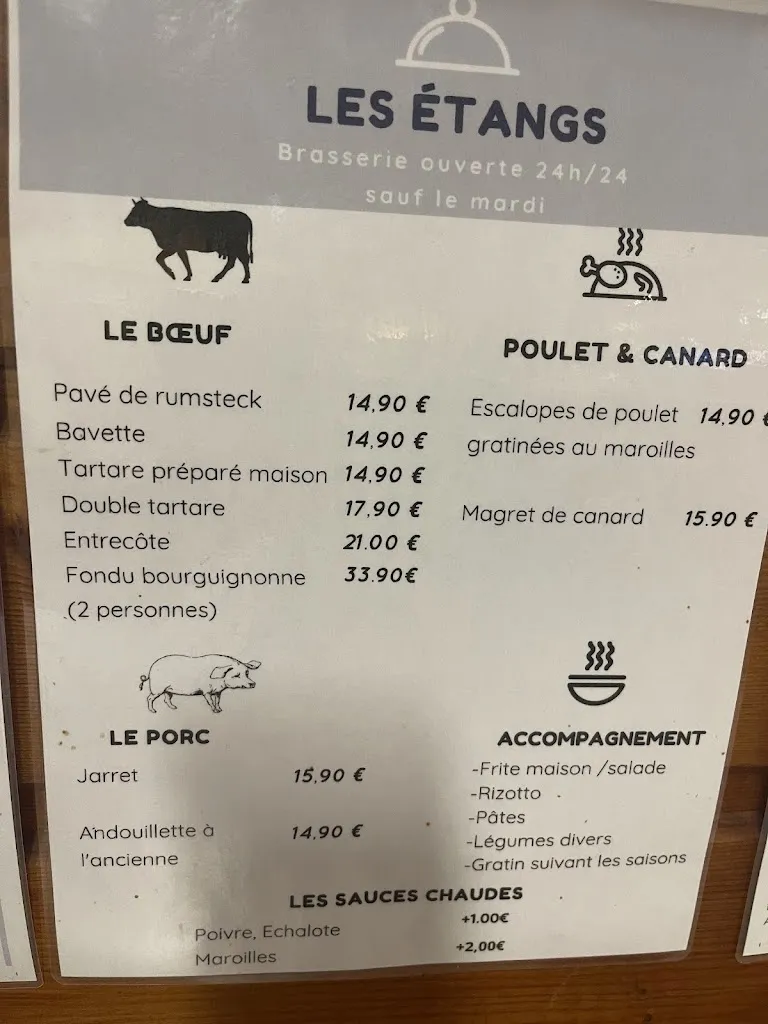 LES ÉTANGS
Brasserie ouverte 24h/24
sauf le mardi
LE BŒUF
Pavé de rumsteck 14,90 €
Bavette 14,90 €
Tartare préparé maison 14,90 €
Double tartare 17,90 €
Entrecôte 21.00 €
Fondu bourguignonne 33.90€
(2 personnes)
POULET & CANARD
Escalopes de poulet 14,90 €
gratinées au maroilles
Magret de canard 15.90 €
LE PORC
Jarret 15,90 €
Andouillette à 14,90 €
l'ancienne
ACCOMPAGNEMENT
-Frite maison /salade
-Rizotto
-Pâtes
-Légumes divers
-Gratin suivant les saisons
LES SAUCES CHAUDES
Poivre, Echalote +1.00€
Maroilles +2,00€